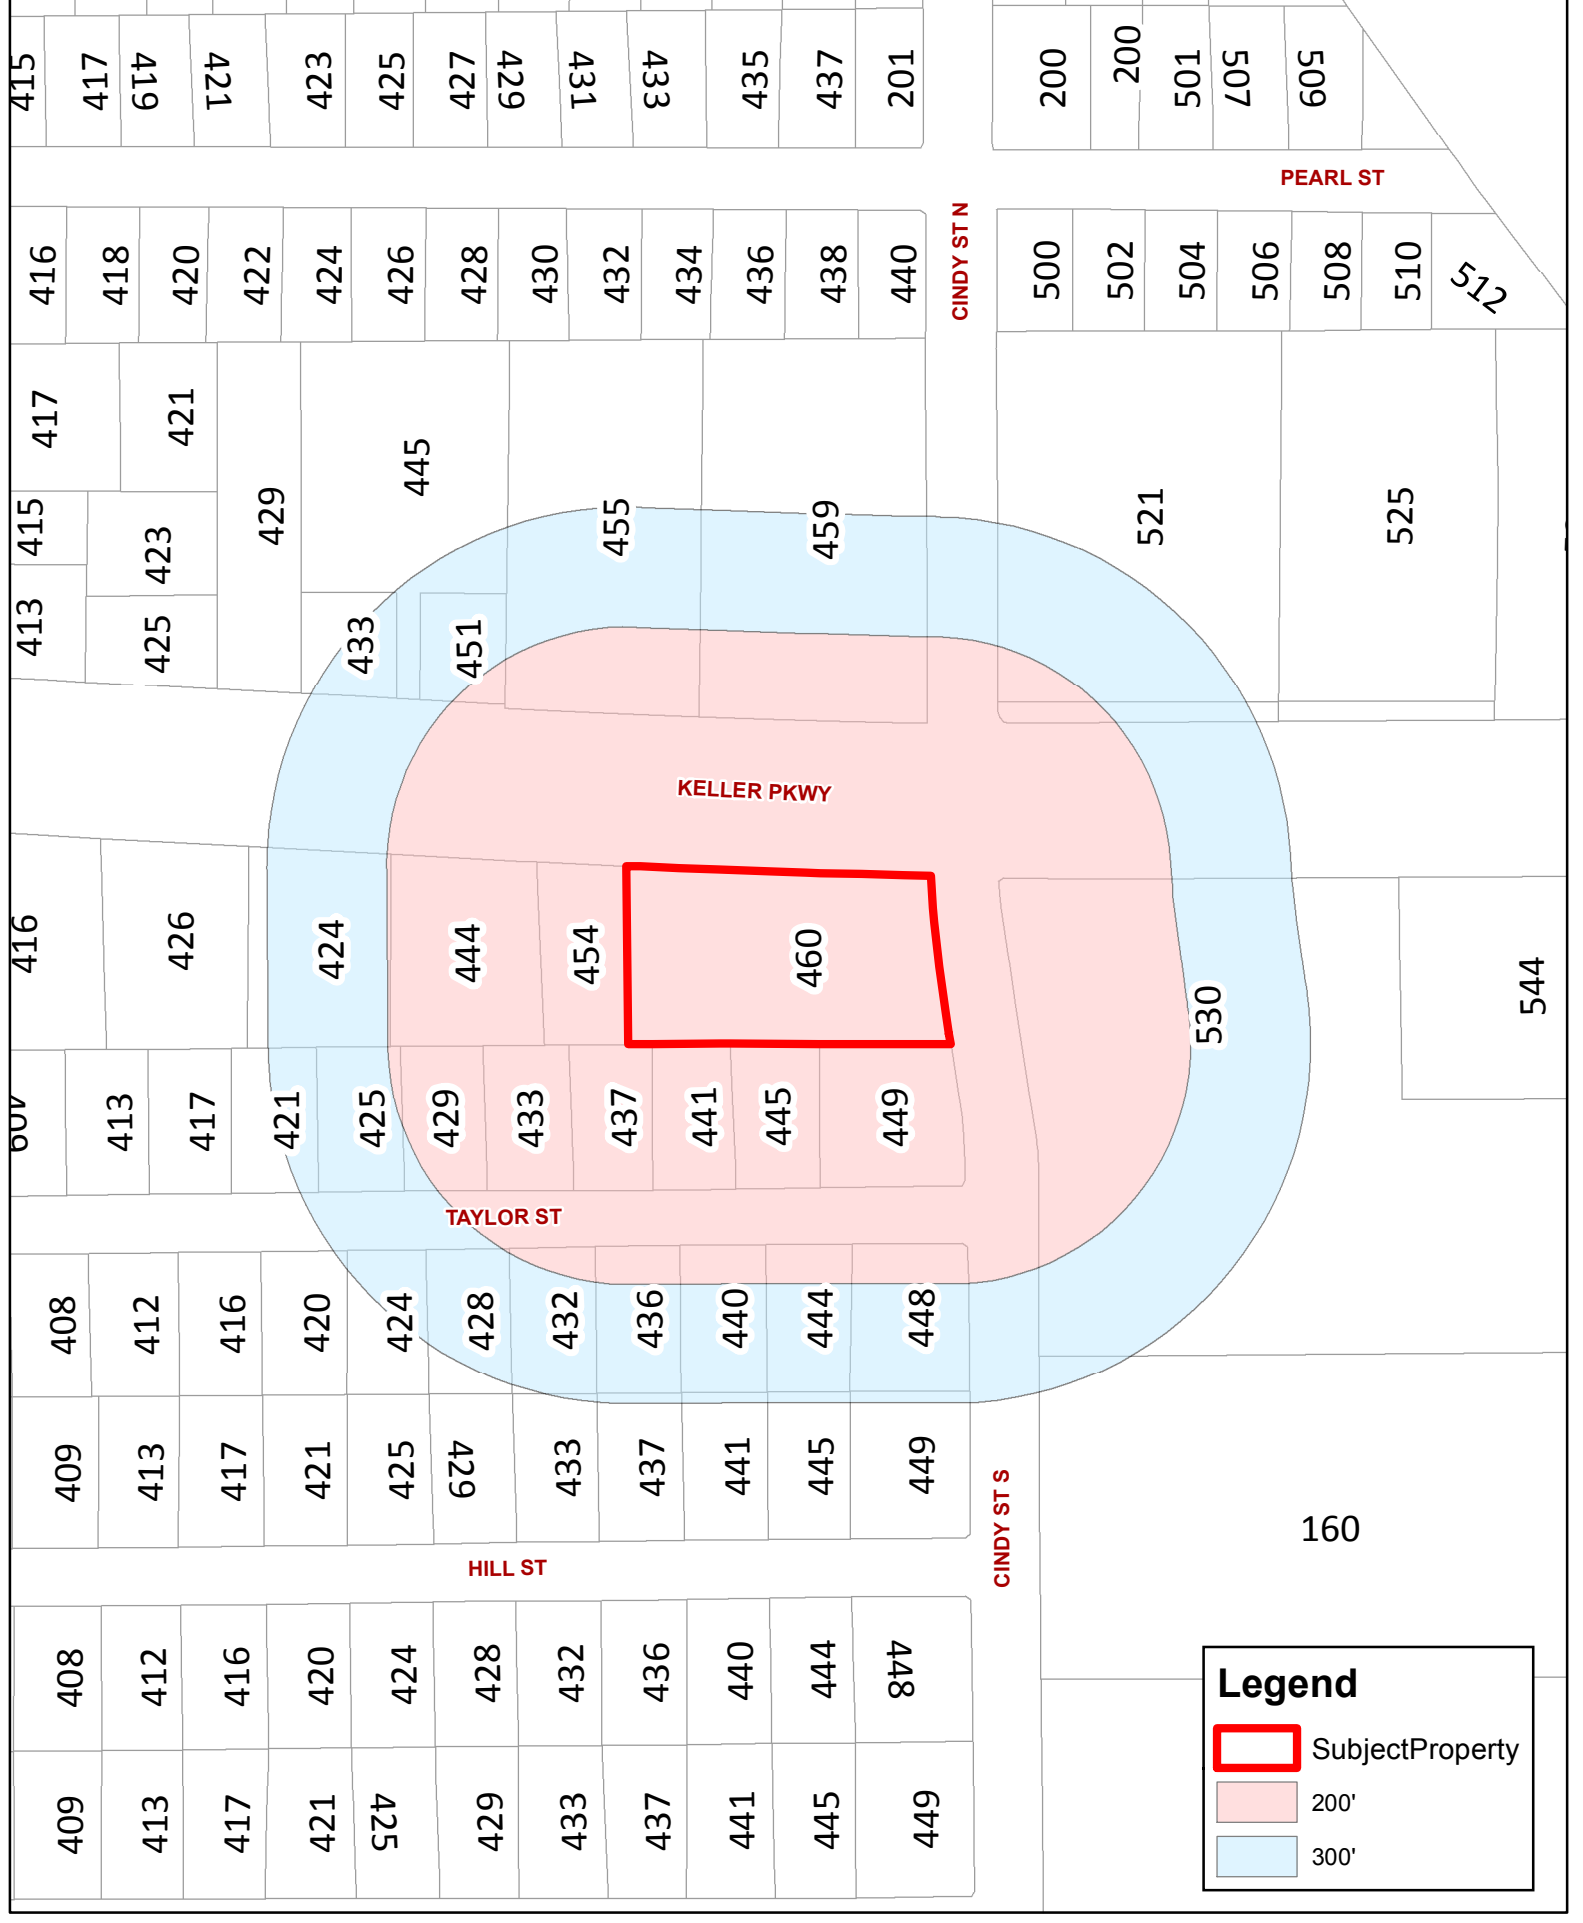 415 417 419 421 423 425 427 429 431 433 435 437 201 200 200 501 507 509
PEARL ST
CINDY ST N
416 418 420 422 424 426 428 430 432 434 436 438 440 500 502 504 506 508 510 512
417 421 445
415 423 429 455 459 521 525
413 425 433 451
KELLER PKWY
416 426 424 444 454 460 530 544
409 413 417 421 425 429 433 437 441 445 449
TAYLOR ST
408 412 416 420 424 428 432 436 440 444 448
409 413 417 421 425 429 433 437 441 445 449
CINDY ST S
160
HILL ST
408 412 416 420 424 428 432 436 440 444 448
409 413 417 421 425 429 433 437 441 445 449
Legend
SubjectProperty
200'
300'